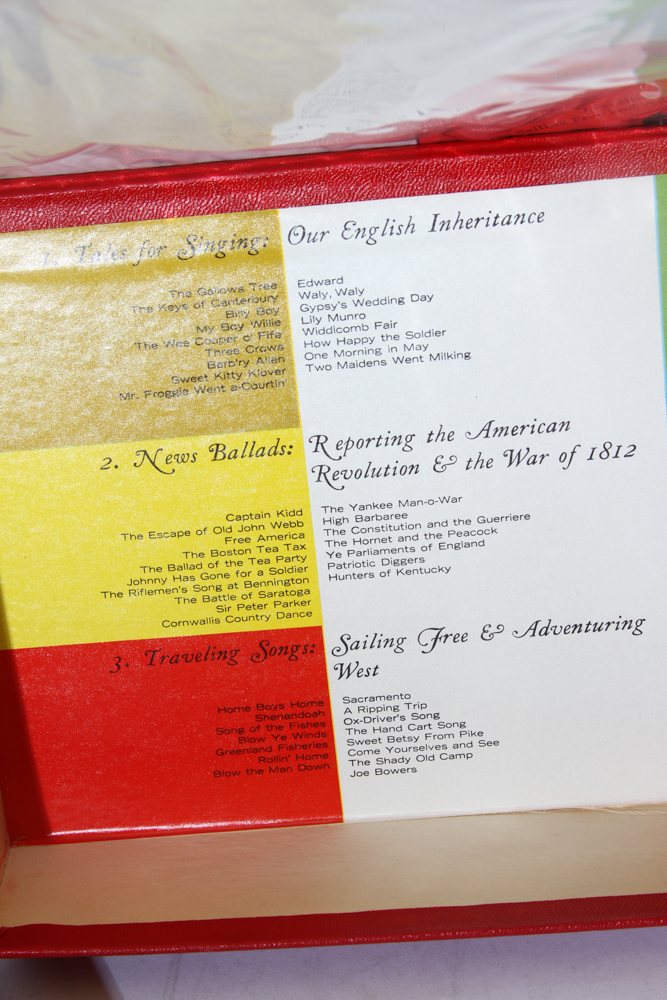 1. Tales for Singing:
Our English Inheritance
The Gallows Tree
The Keys of Canterbury
Billy Boy
My Boy Willie
The Wee Cooper o' Fife
Three Crows
Barb'ry Allen
Sweet Kitty Klover
Mr. Froggie Went a-Courtin'
Edward
Waly, Waly
Gypsy's Wedding Day
Lily Munro
Widdicomb Fair
How Happy the Soldier
One Morning in May
Two Maidens Went Milking
2. News Ballads:
Reporting the American
Revolution & the War of 1812
Captain Kidd
The Escape of Old John Webb
Free America
The Boston Tea Tax
The Ballad of the Tea Party
Johnny Has Gone for a Soldier
The Riflemen's Song at Bennington
The Battle of Saratoga
Sir Peter Parker
Cornwallis Country Dance
The Yankee Man-o-War
High Barbaree
The Constitution and the Guerriere
The Hornet and the Peacock
Ye Parliaments of England
Patriotic Diggers
Hunters of Kentucky
3. Traveling Songs:
Sailing Free & Adventuring
West
Home Boys Home
Shenandoah
Song of the Fishes
Blow Ye Winds
Greenland Fisheries
Rollin' Home
Blow the Man Down
Sacramento
A Ripping Trip
Ox-Driver's Song
The Hand Cart Song
Sweet Betsy From Pike
Come Yourselves and See
The Shady Old Camp
Joe Bowers